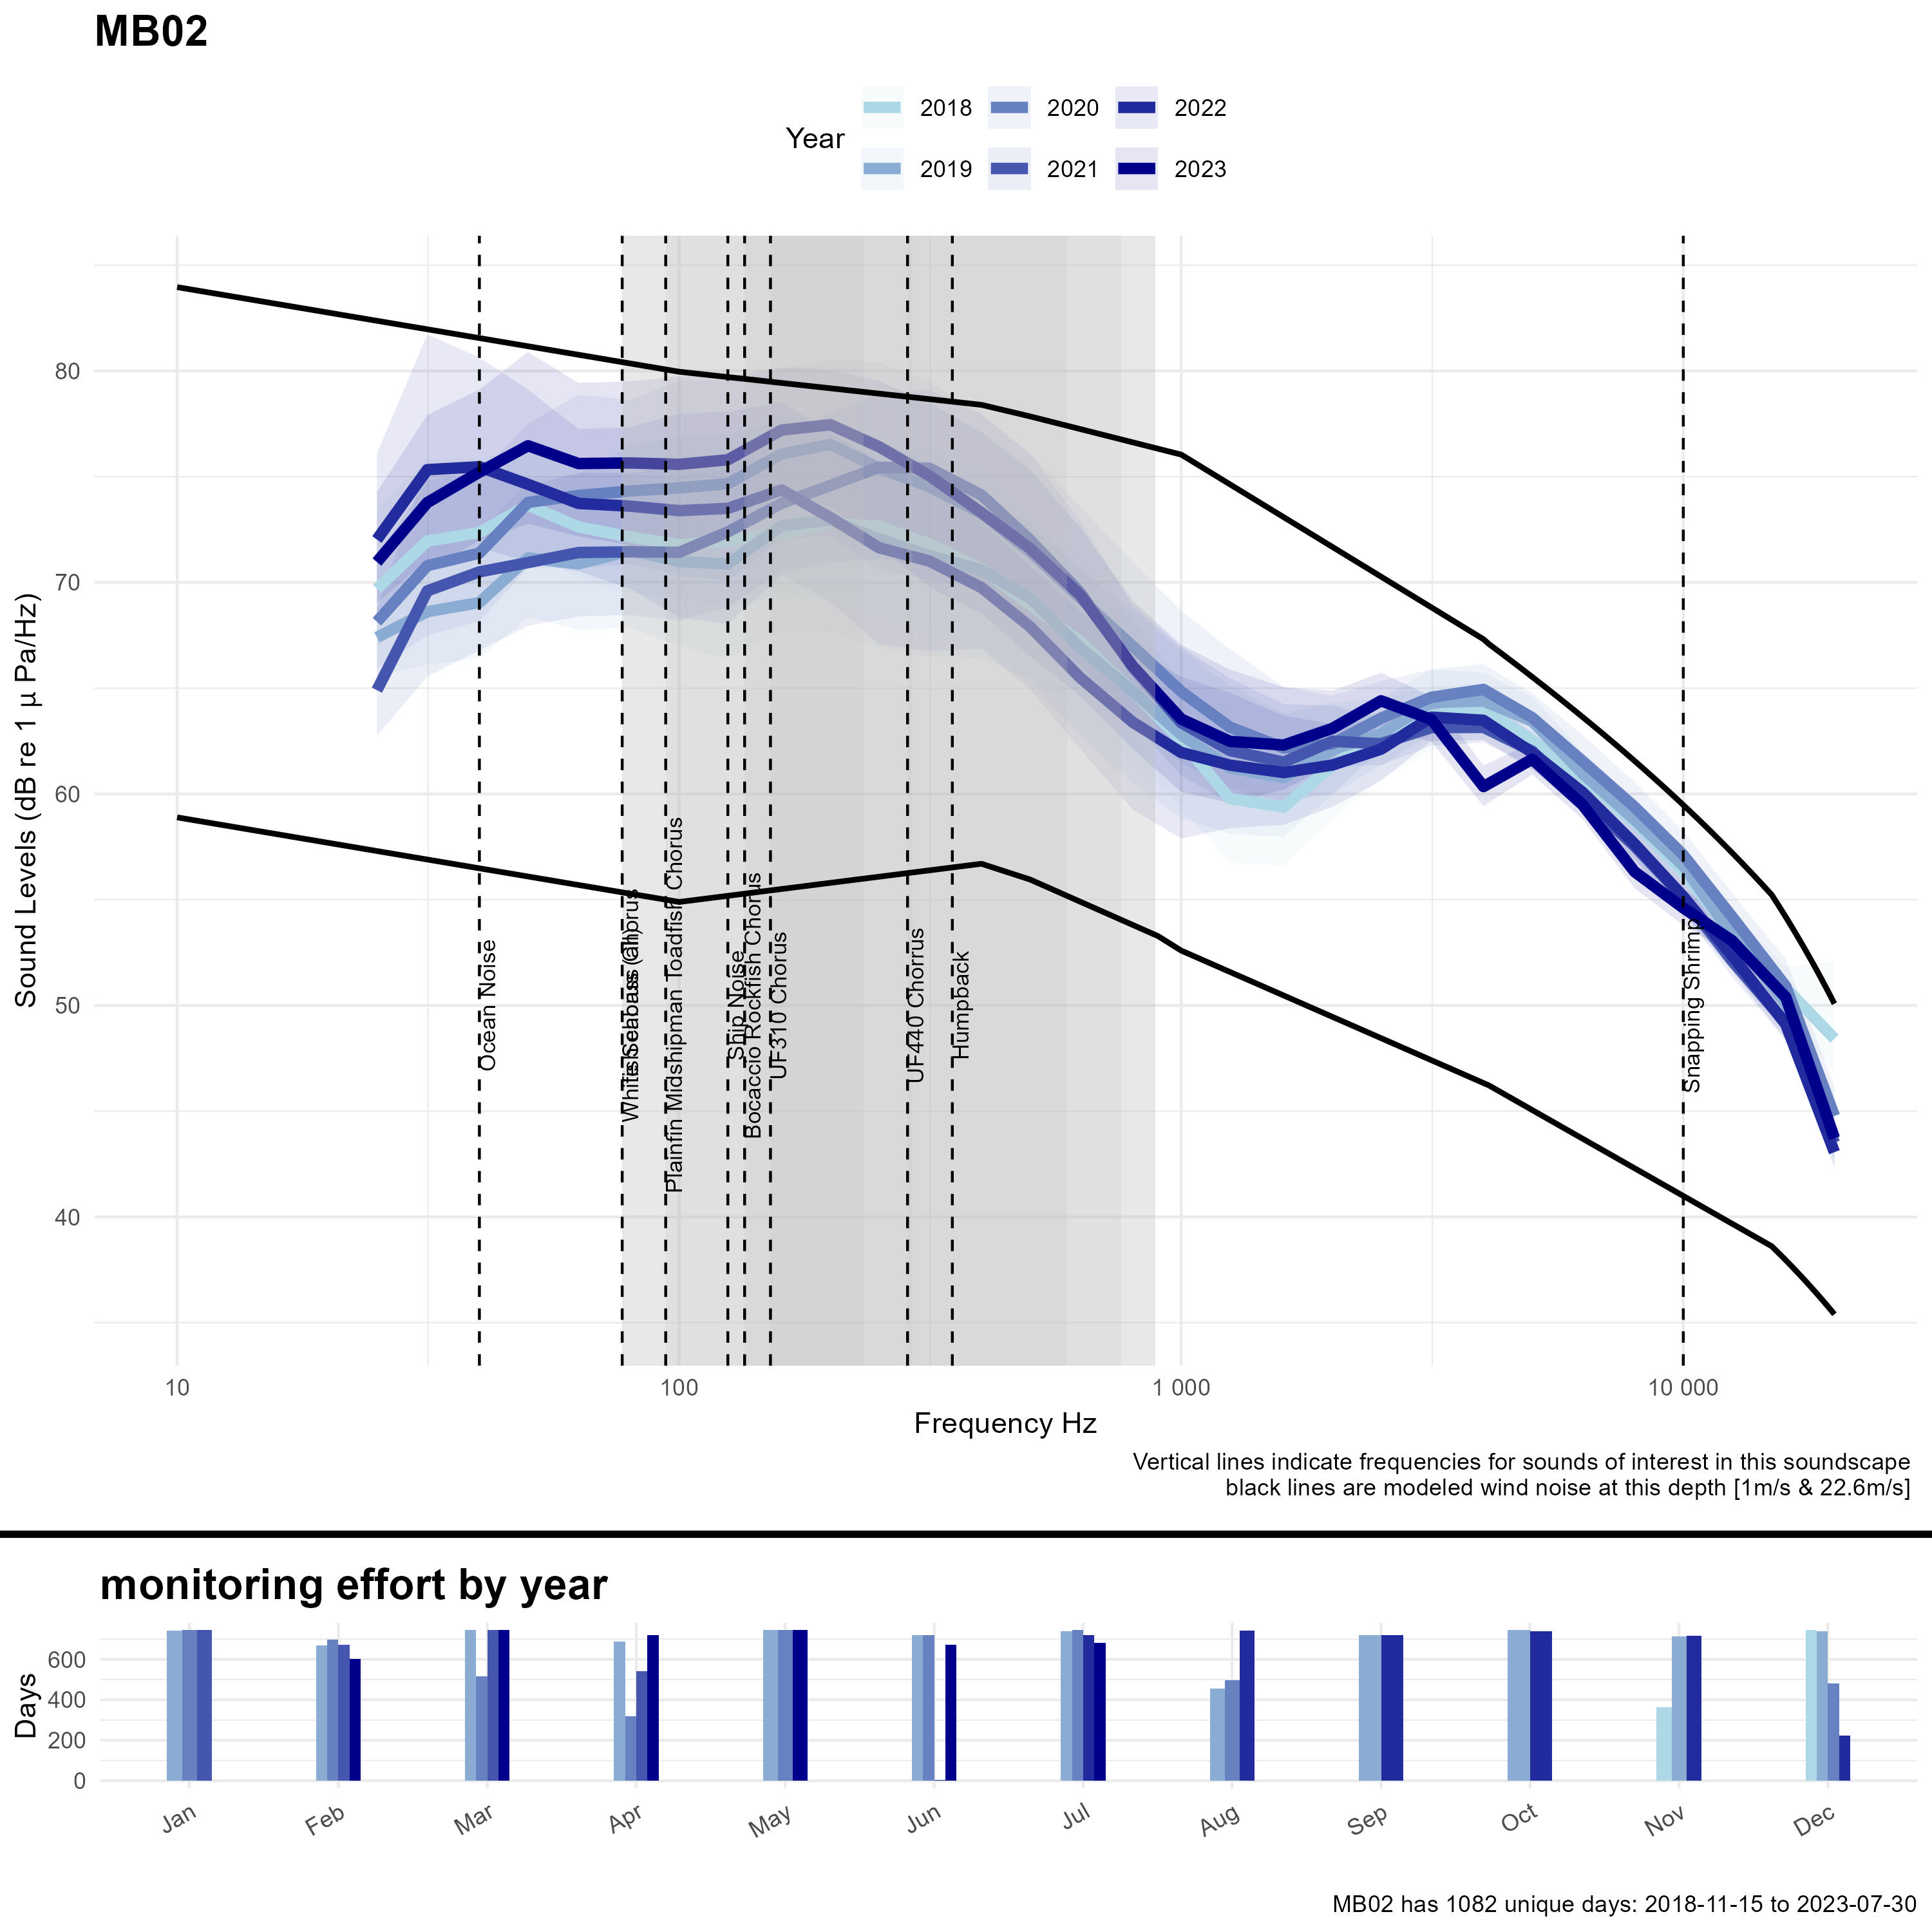 MB02
Year
2018
2020
2022
2019
2021
2023
Sound Levels (dB re 1 µ Pa/Hz)
80
70
60
50
40
Ocean Noise
Plainfin Midshipman Toadfish Chorus
Ship Noise
Bocaccio Rockfish Chorus
UF310 Chorus
UF440 Chorrus
Humpback
Snapping Shrimp
10
100
1 000
10 000
Frequency Hz
Vertical lines indicate frequencies for sounds of interest in this soundscape
black lines are modeled wind noise at this depth [1m/s & 22.6m/s]
monitoring effort by year
Days
600
400
200
0
Jan
Feb
Mar
Apr
May
Jun
Jul
Aug
Sep
Oct
Nov
Dec
MB02 has 1082 unique days: 2018-11-15 to 2023-07-30